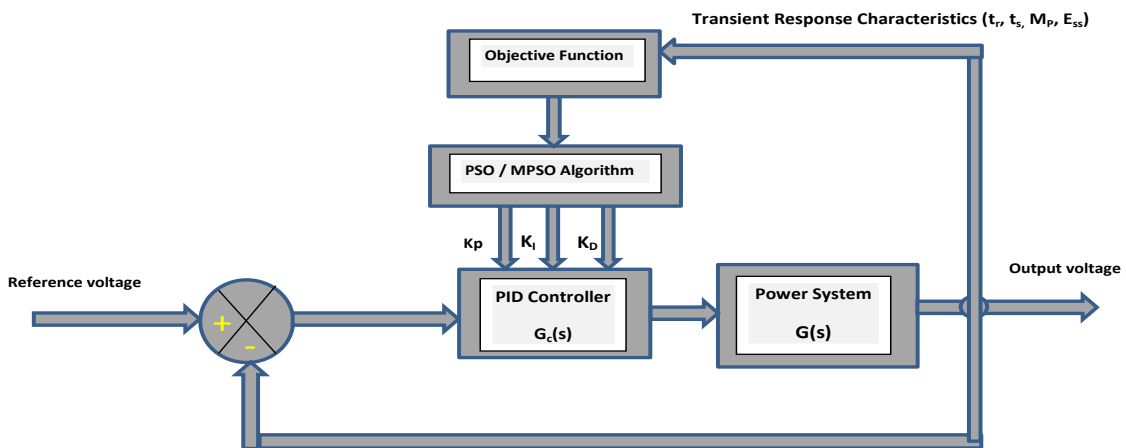 Transient Response Characteristics (tr, ts, MP, Ess)
Objective Function
PSO / MPSO Algorithm
Kp
KI
KD
Reference voltage
Output voltage
PID Controller
Gc(s)
Power System
G(s)
+
-